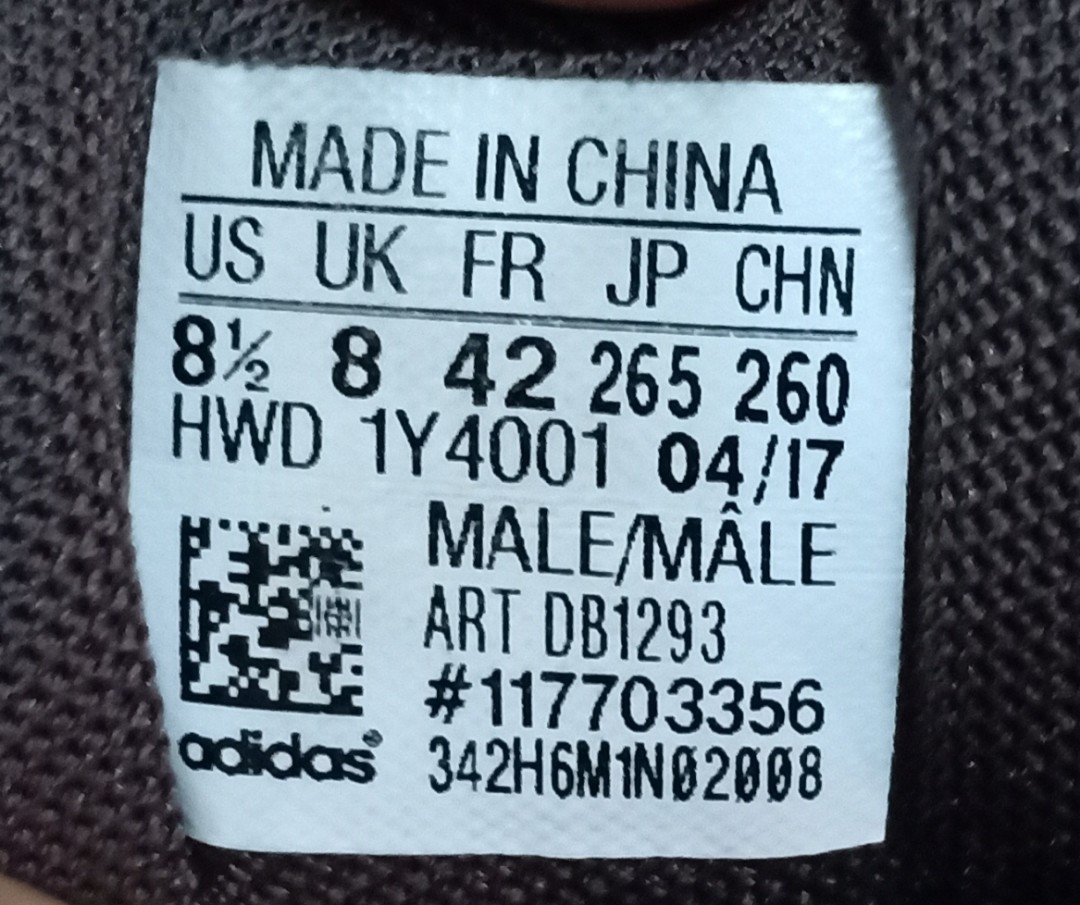 MADE IN CHINA
US UK FR JP CHN
8½ 8 42 265 260
HWD 1Y4001 04/17
MALE/MÂLE
ART DB1293
#117703356
adidas® 342H6M1N02008